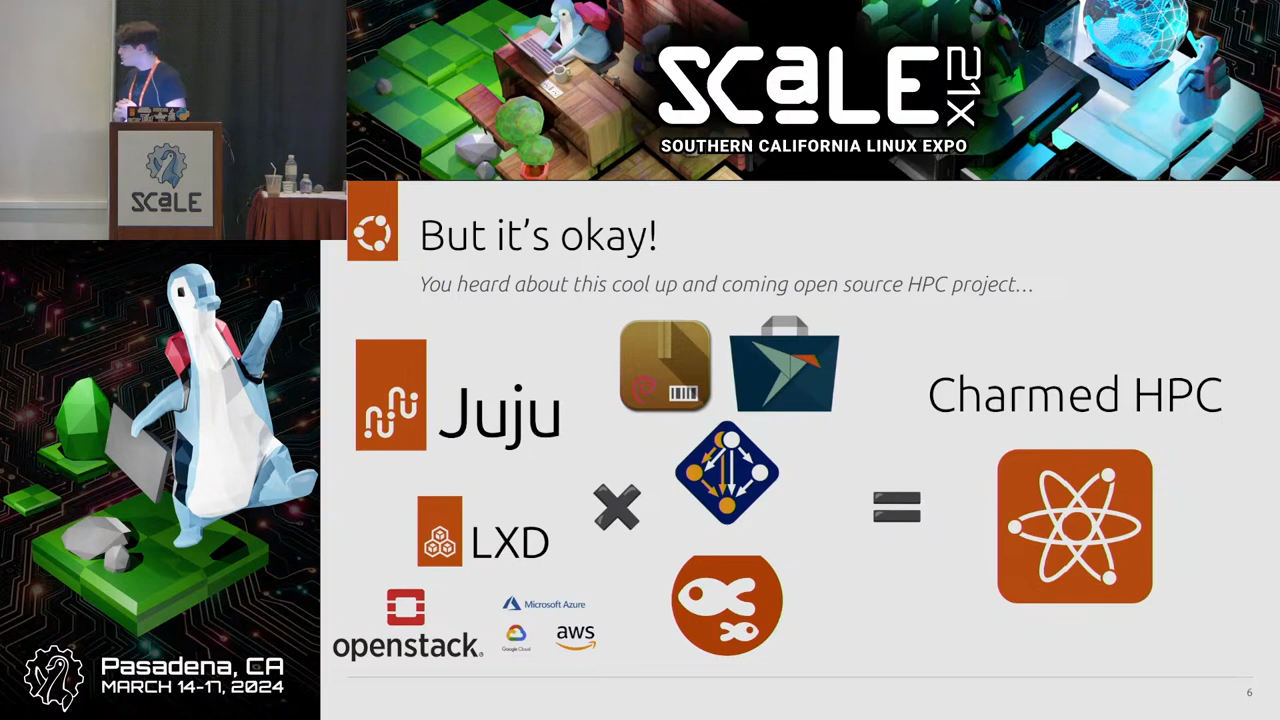 SCaLE 21X
SOUTHERN CALIFORNIA LINUX EXPO
SCaLE
But it's okay!
You heard about this cool up and coming open source HPC project...
Juju
LXD
openstack.
Microsoft Azure
Google Cloud
aws
Charmed HPC
Pasadena, CA
MARCH 14-17, 2024
6